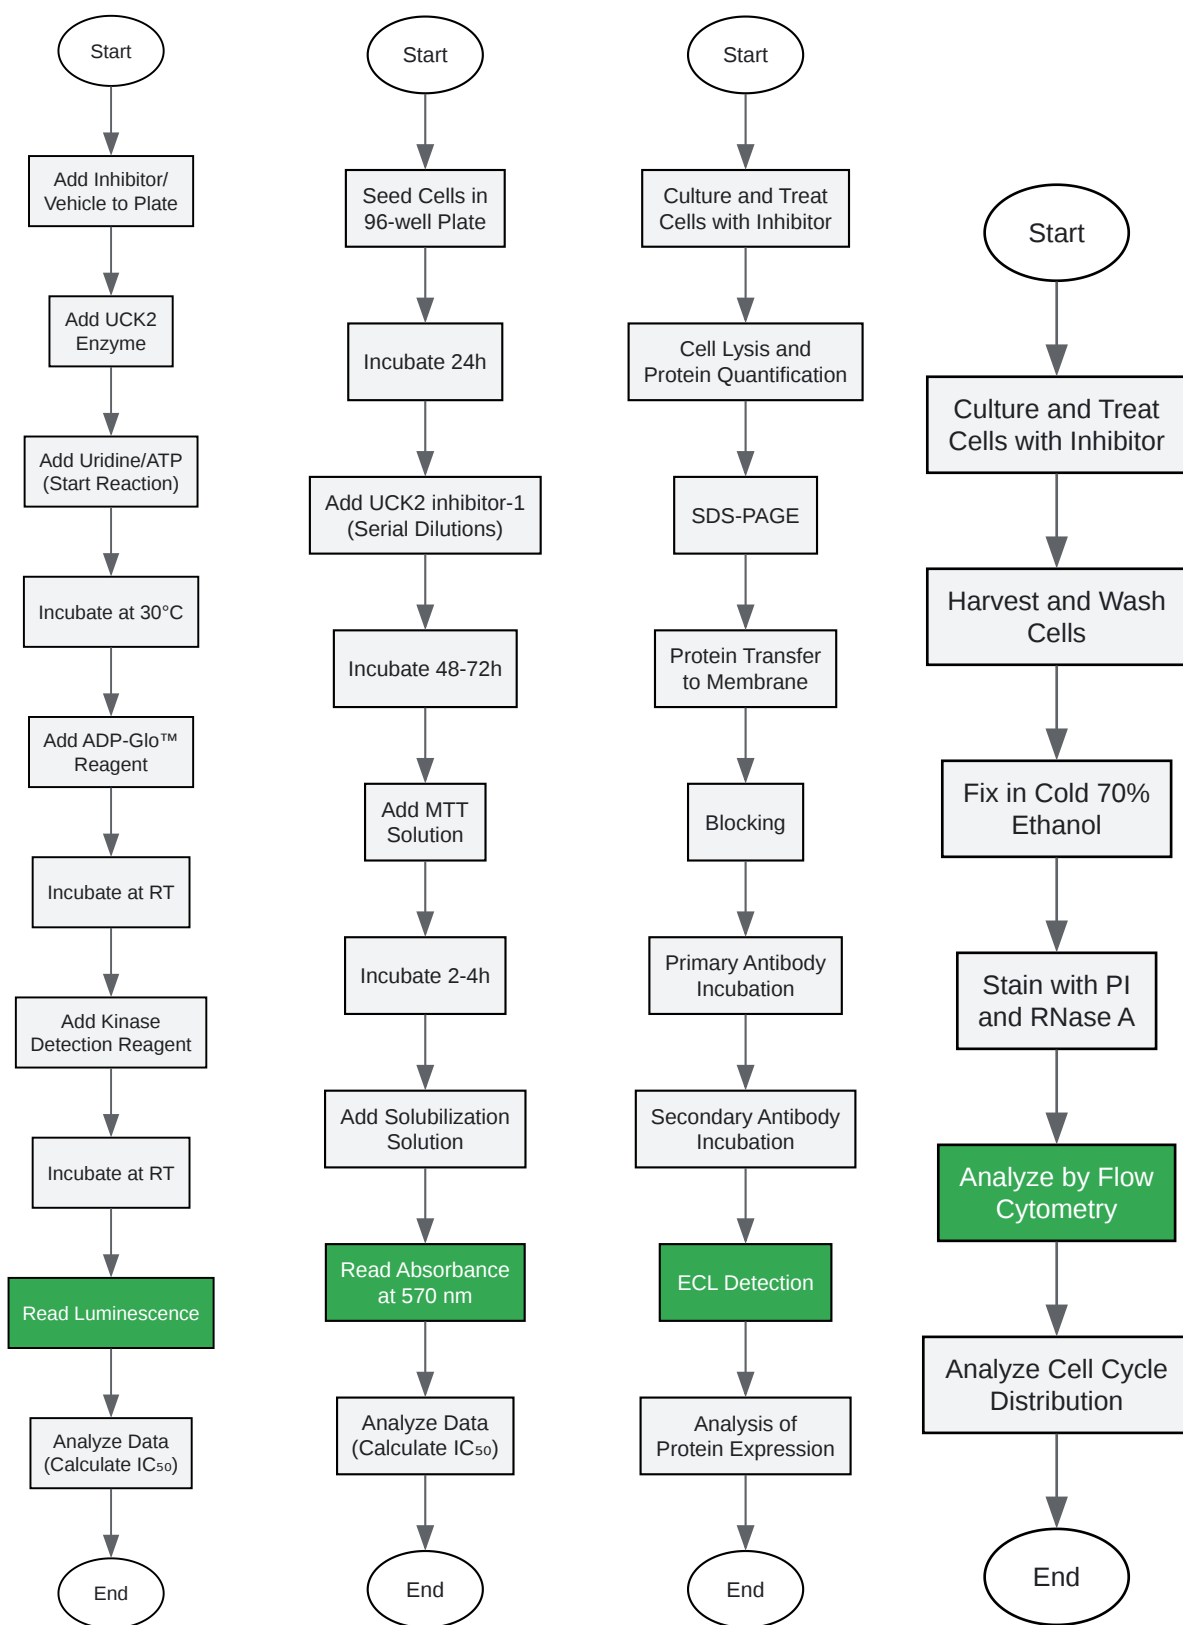 Start
Add Inhibitor/
Vehicle to Plate
Add UCK2
Enzyme
Add Uridine/ATP
(Start Reaction)
Incubate at 30°C
Add ADP-Glo™
Reagent
Incubate at RT
Add Kinase
Detection Reagent
Incubate at RT
Read Luminescence
Analyze Data
(Calculate IC₅₀)
End
Start
Seed Cells in
96-well Plate
Incubate 24h
Add UCK2 inhibitor-1
(Serial Dilutions)
Incubate 48-72h
Add MTT
Solution
Incubate 2-4h
Add Solubilization
Solution
Read Absorbance
at 570 nm
Analyze Data
(Calculate IC₅₀)
End
Start
Culture and Treat
Cells with Inhibitor
Cell Lysis and
Protein Quantification
SDS-PAGE
Protein Transfer
to Membrane
Blocking
Primary Antibody
Incubation
Secondary Antibody
Incubation
ECL Detection
Analysis of
Protein Expression
End
Start
Culture and Treat
Cells with Inhibitor
Harvest and Wash
Cells
Fix in Cold 70%
Ethanol
Stain with PI
and RNase A
Analyze by Flow
Cytometry
Analyze Cell Cycle
Distribution
End